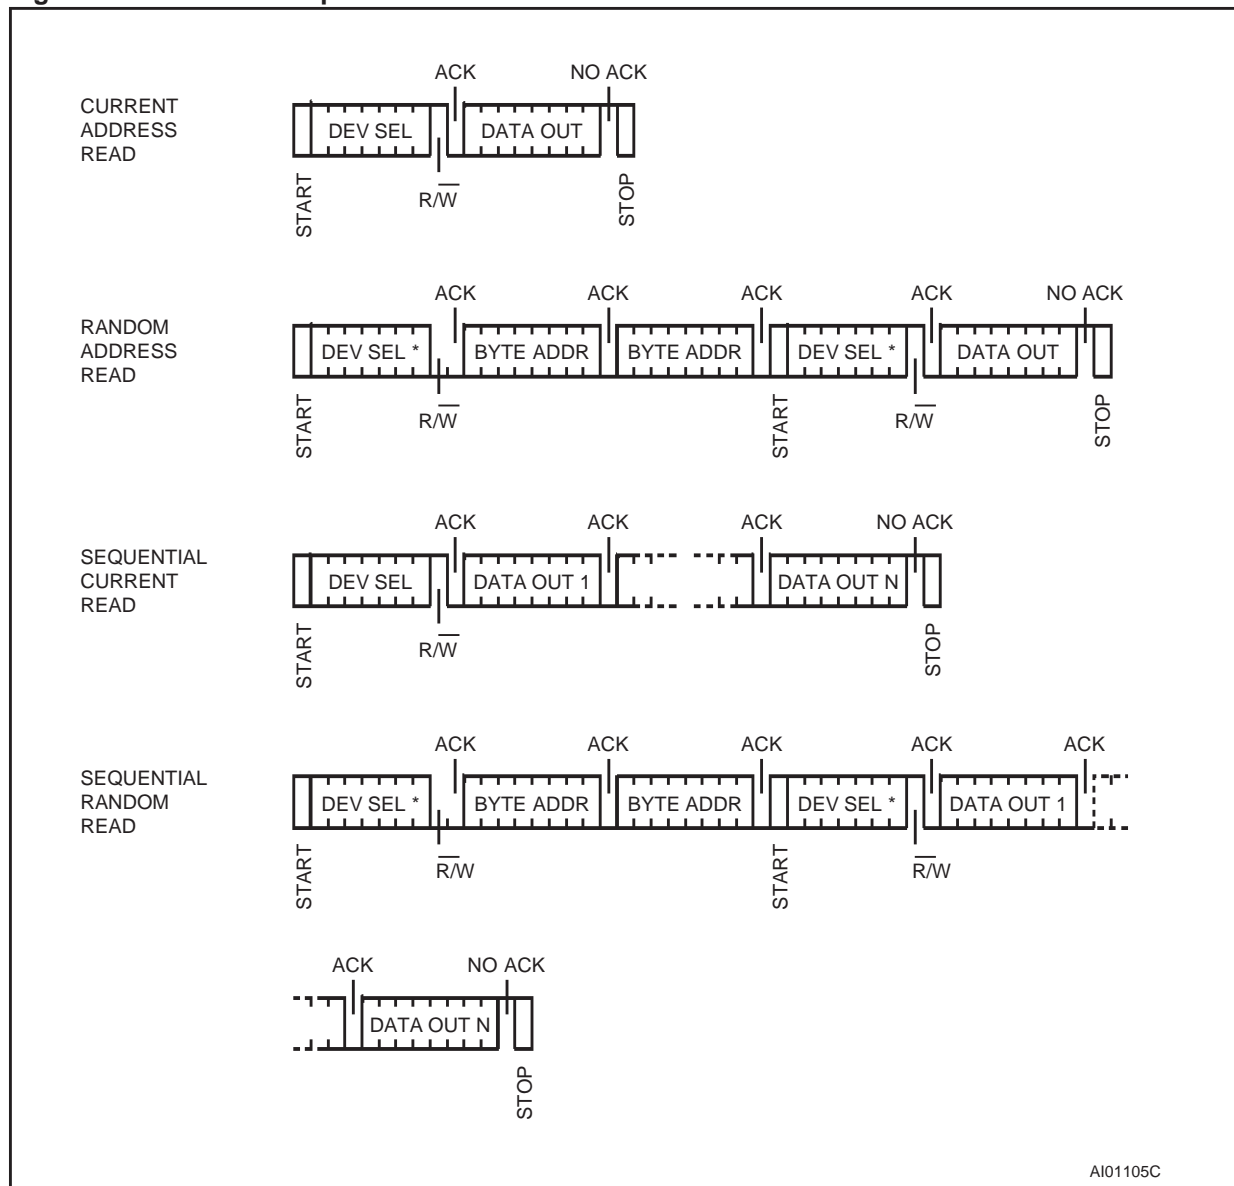 ACK NO ACK
CURRENT
ADDRESS
READ
DEV SEL DATA OUT
START R/W̅ STOP
ACK ACK ACK ACK NO ACK
RANDOM
ADDRESS
READ
DEV SEL * BYTE ADDR BYTE ADDR DEV SEL * DATA OUT
START R/W̅ START R/W̅ STOP
ACK ACK ACK NO ACK
SEQUENTIAL
CURRENT
READ
DEV SEL DATA OUT 1 DATA OUT N
START R/W̅ STOP
ACK ACK ACK ACK ACK
SEQUENTIAL
RANDOM
READ
DEV SEL * BYTE ADDR BYTE ADDR DEV SEL * DATA OUT 1
START R̅/̅W START R̅/̅W
ACK NO ACK
DATA OUT N
STOP
AI01105C